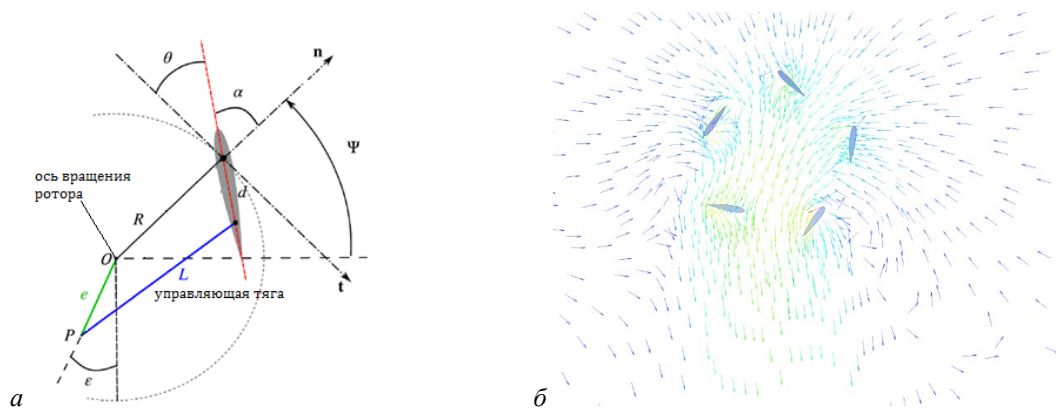 θ
n
α
Ψ
ось вращения
ротора
d
R
O
L
t
управляющая тяга
e
P
ε
а
б